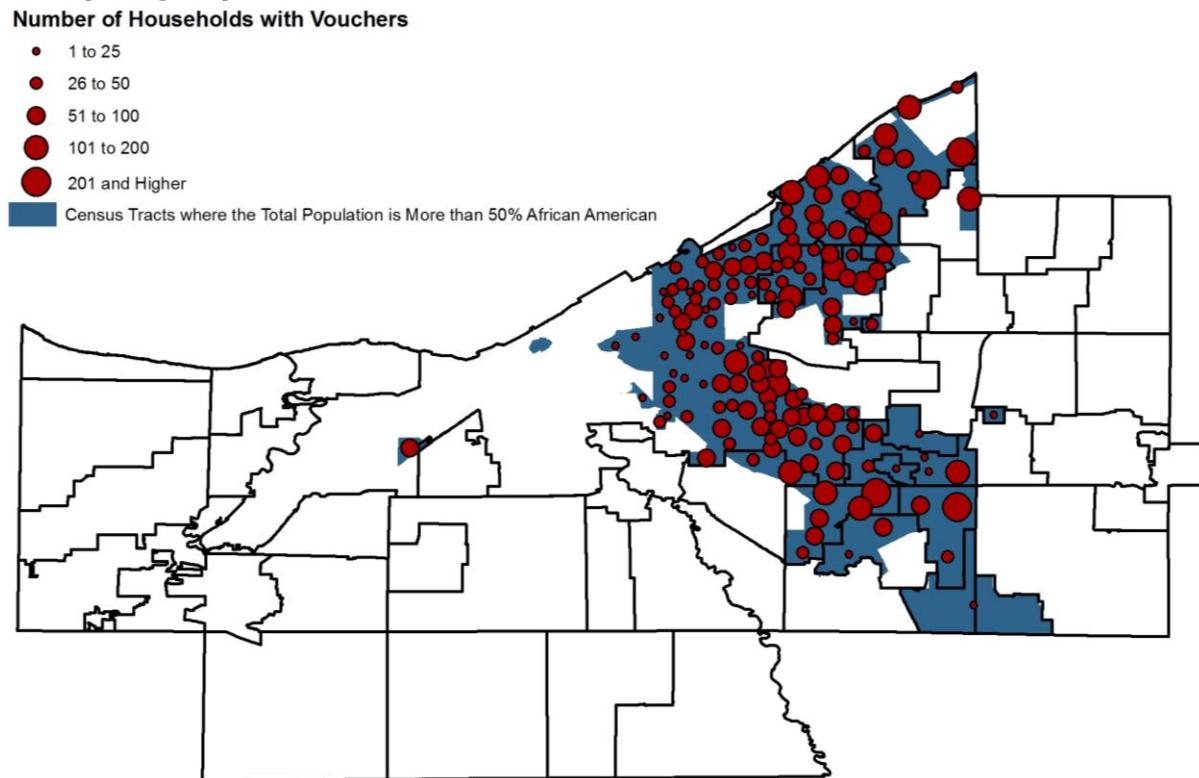 Number of Households with Vouchers
1 to 25
26 to 50
51 to 100
101 to 200
201 and Higher
Census Tracts where the Total Population is More than 50% African American